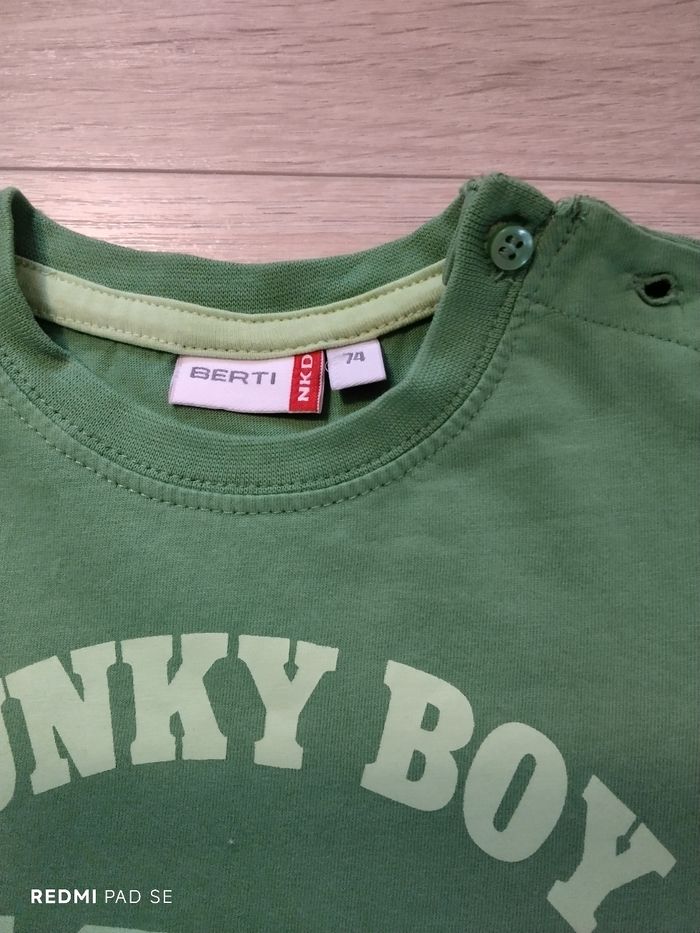 BERTI
NKD
74
UNKY BOY
REDMI PAD SE